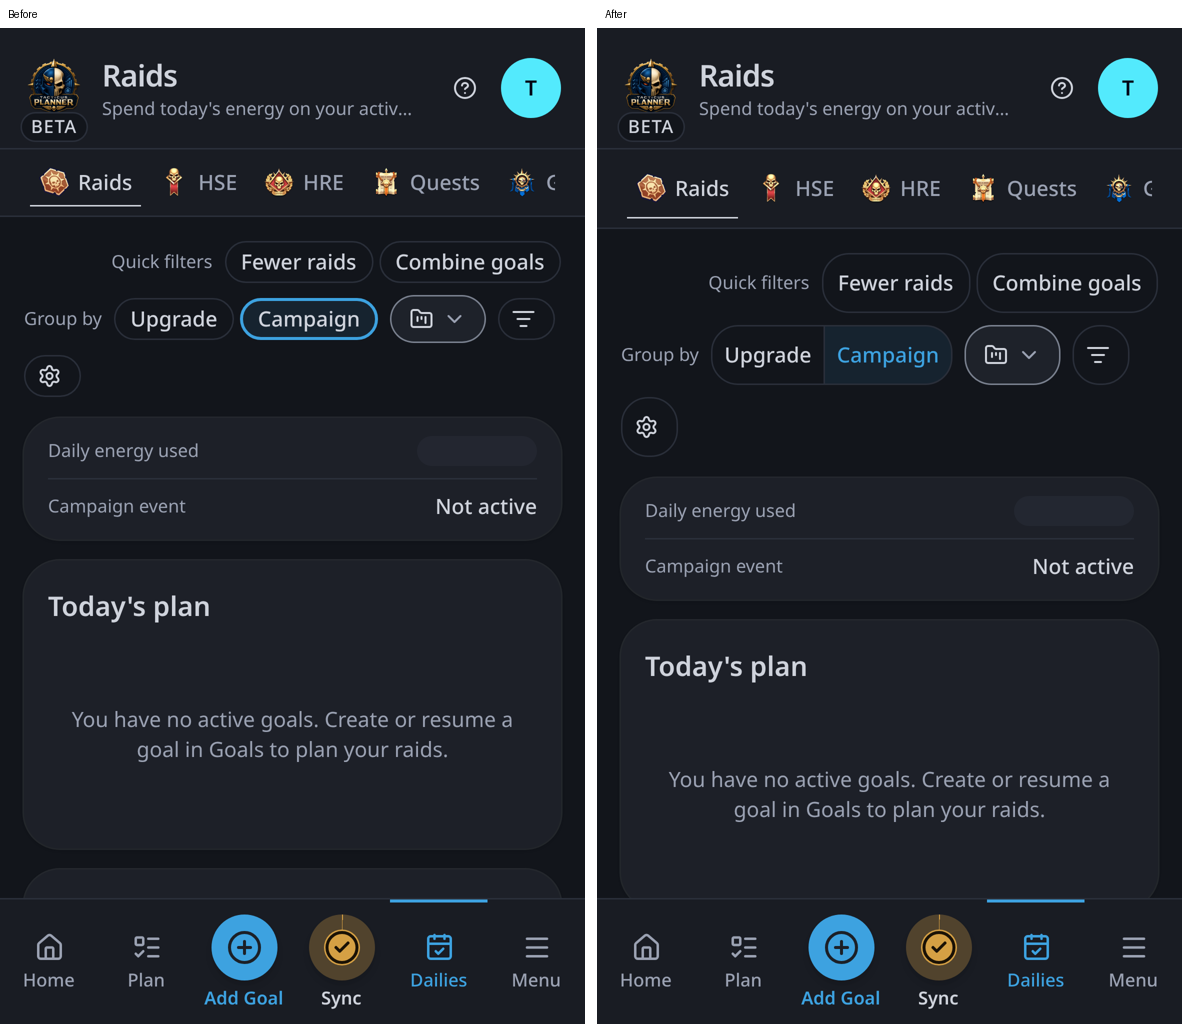 Before
Raids
Spend today's energy on your activ...
T
PLANNER
BETA
Raids HSE HRE Quests
Quick filters Fewer raids Combine goals
Group by Upgrade Campaign
Daily energy used
Campaign event Not active
Today's plan
You have no active goals. Create or resume a
goal in Goals to plan your raids.
Home Plan Add Goal Sync Dailies Menu
After
Raids
Spend today's energy on your activ...
T
PLANNER
BETA
Raids HSE HRE Quests
Quick filters Fewer raids Combine goals
Group by Upgrade Campaign
Daily energy used
Campaign event Not active
Today's plan
You have no active goals. Create or resume a
goal in Goals to plan your raids.
Home Plan Add Goal Sync Dailies Menu